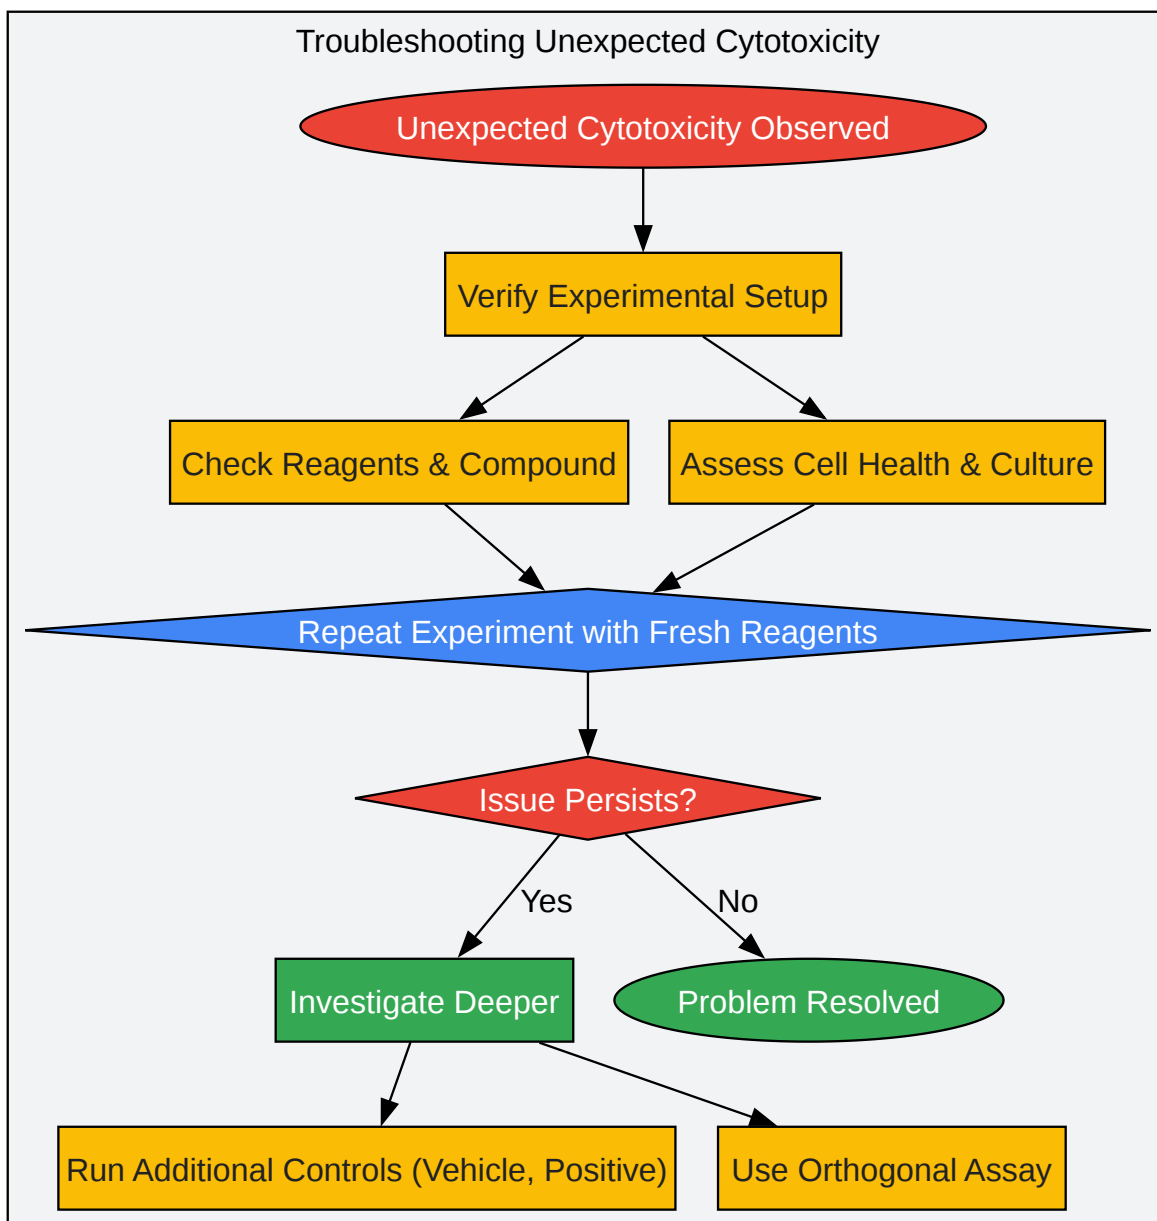 Troubleshooting Unexpected Cytotoxicity
Unexpected Cytotoxicity Observed
Verify Experimental Setup
Check Reagents & Compound
Assess Cell Health & Culture
Repeat Experiment with Fresh Reagents
Issue Persists?
Yes
No
Investigate Deeper
Problem Resolved
Run Additional Controls (Vehicle, Positive)
Use Orthogonal Assay